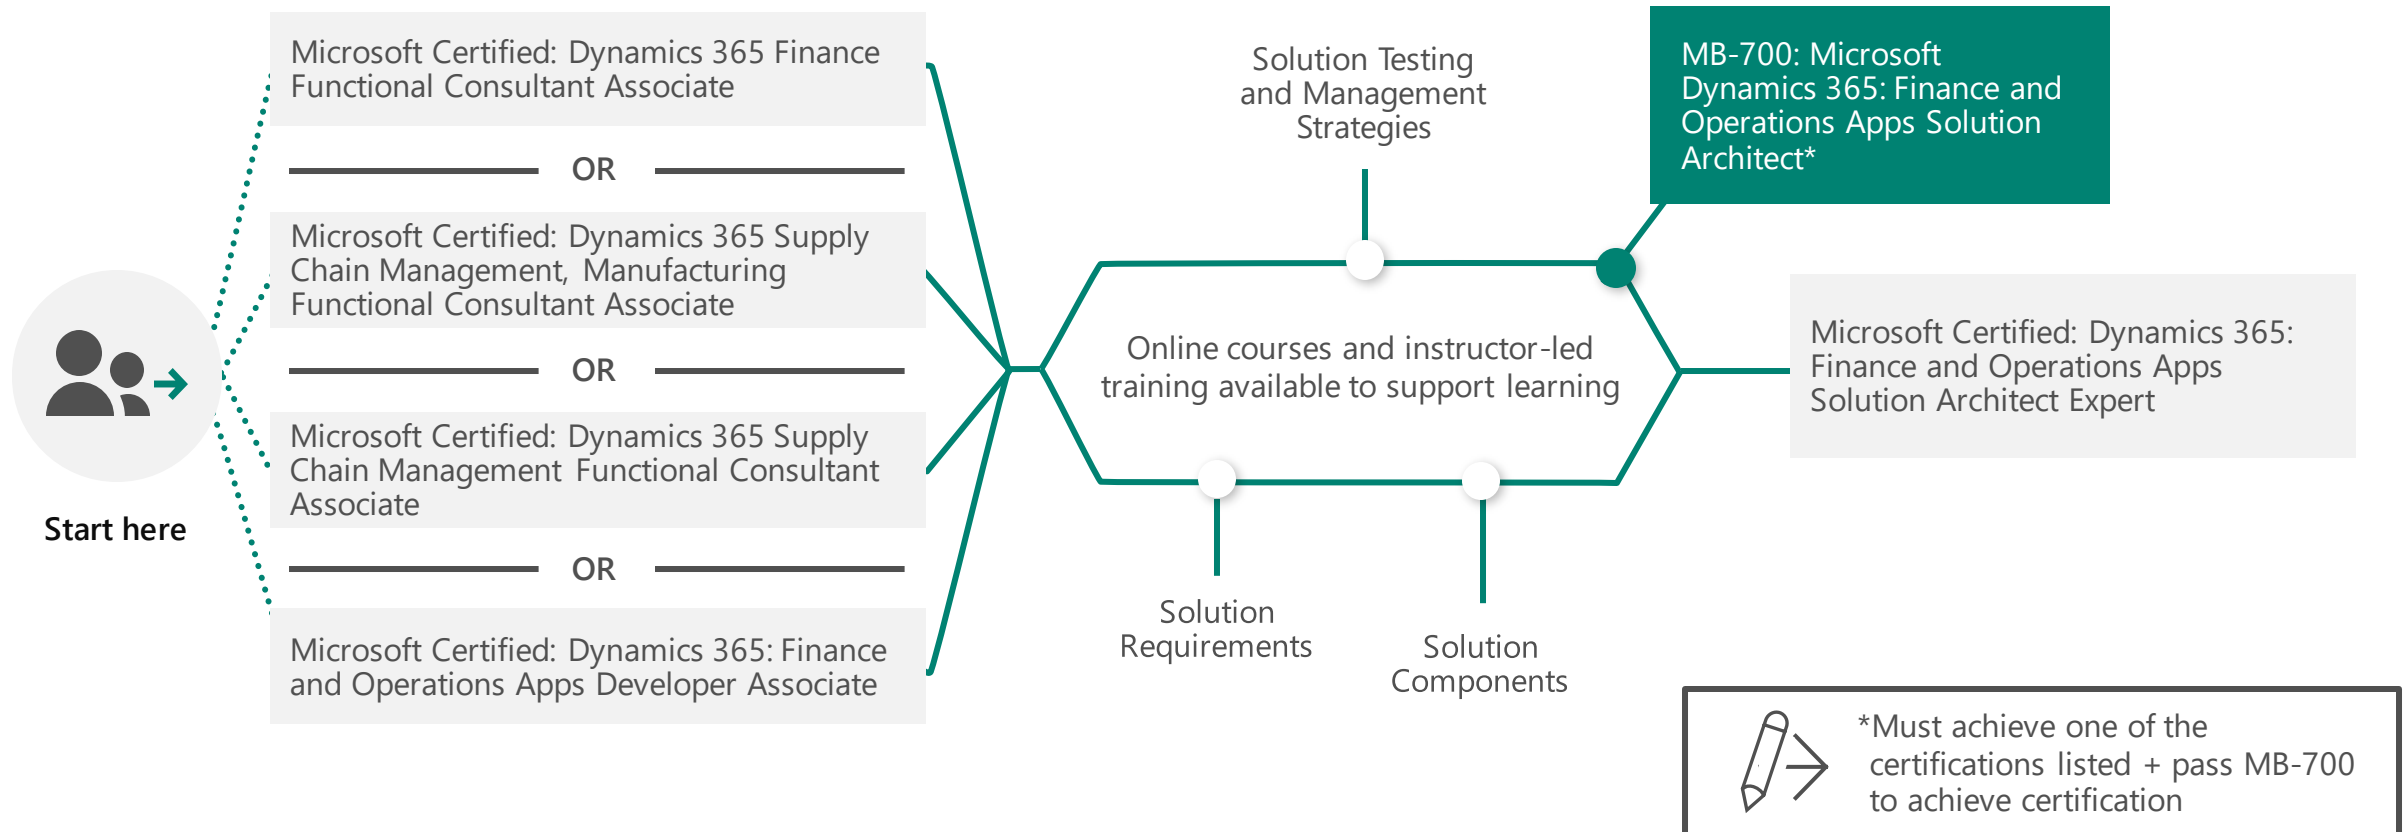 Start here
Microsoft Certified: Dynamics 365 Finance
Functional Consultant Associate
OR
Microsoft Certified: Dynamics 365 Supply
Chain Management, Manufacturing
Functional Consultant Associate
OR
Microsoft Certified: Dynamics 365 Supply
Chain Management Functional Consultant
Associate
OR
Microsoft Certified: Dynamics 365: Finance
and Operations Apps Developer Associate
Solution Testing
and Management
Strategies
Online courses and instructor-led
training available to support learning
Solution
Requirements
Solution
Components
MB-700: Microsoft
Dynamics 365: Finance and
Operations Apps Solution
Architect*
Microsoft Certified: Dynamics 365:
Finance and Operations Apps
Solution Architect Expert
*Must achieve one of the
certifications listed + pass MB-700
to achieve certification